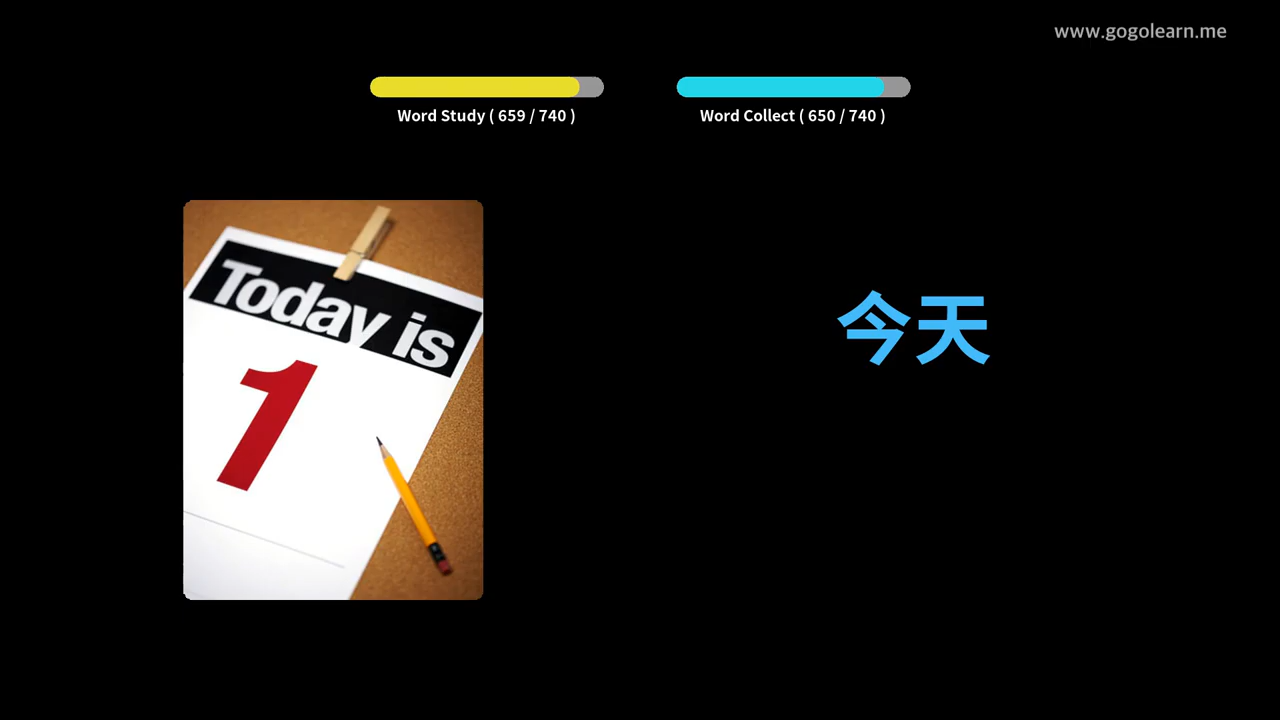 www.gogolearn.me
Word Study ( 659 / 740 )
Word Collect ( 650 / 740 )
Today is
1
今天